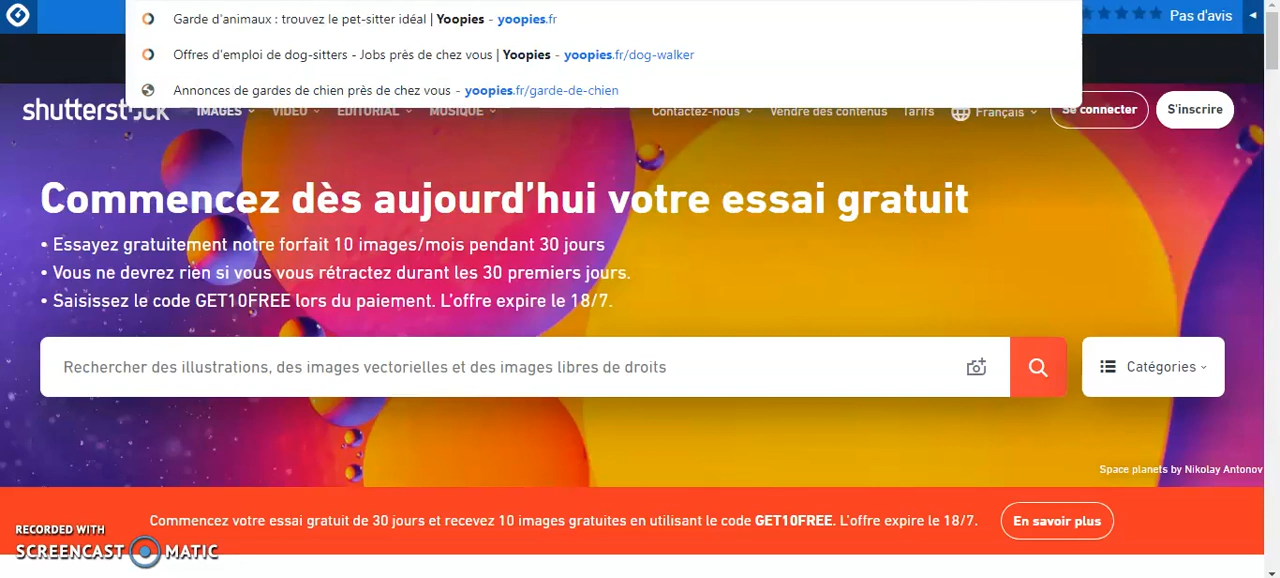 Garde d'animaux : trouvez le pet-sitter idéal | Yoopies - yoopies.fr
Pas d'avis
Offres d'emploi de dog-sitters - Jobs près de chez vous | Yoopies - yoopies.fr/dog-walker
Annonces de gardes de chien près de chez vous - yoopies.fr/garde-de-chien
shutterstock IMAGES VIDÉO ÉDITORIAL MUSIQUE Contactez-nous Vendre des contenus Tarifs Français Se connecter S'inscrire
Commencez dès aujourd'hui votre essai gratuit
• Essayez gratuitement notre forfait 10 images/mois pendant 30 jours
• Vous ne devrez rien si vous vous rétractez durant les 30 premiers jours.
• Saisissez le code GET10FREE lors du paiement. L'offre expire le 18/7.
Rechercher des illustrations, des images vectorielles et des images libres de droits
Catégories
Space planets by Nikolay Antonov
Commencez votre essai gratuit de 30 jours et recevez 10 images gratuites en utilisant le code GET10FREE. L'offre expire le 18/7.
En savoir plus
RECORDED WITH
SCREENCAST MATIC